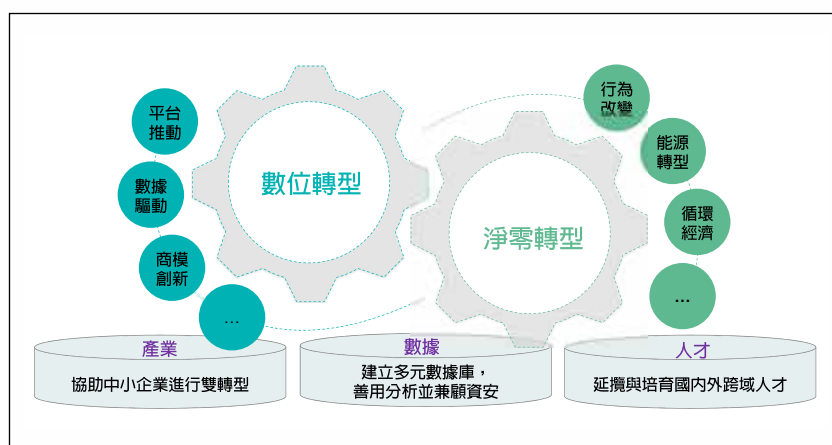 平台
推動
數據
驅動
商模
創新
...
數位轉型
淨零轉型
行為
改變
能源
轉型
循環
經濟
...
產業
協助中小企業進行雙轉型
數據
建立多元數據庫，
善用分析並兼顧資安
人才
延攬與培育國內外跨域人才